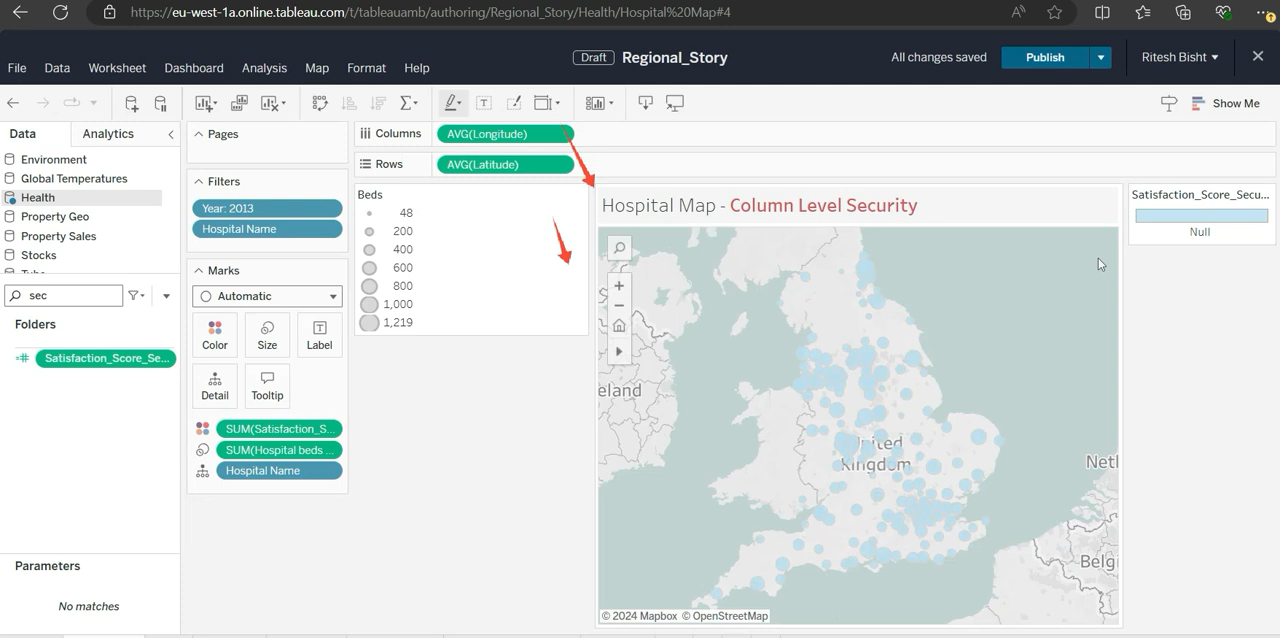 https://eu-west-1a.online.tableau.com/t/tableauamb/authoring/Regional_Story/Health/Hospital%20Map#4
Draft Regional_Story
All changes saved
Publish
Ritesh Bisht
File Data Worksheet Dashboard Analysis Map Format Help
Show Me
Data Analytics
Environment
Global Temperatures
Health
Property Geo
Property Sales
Stocks
sec
Folders
Satisfaction_Score_Se...
Parameters
No matches
Pages
Filters
Year: 2013
Hospital Name
Marks
Automatic
Color Size Label
Detail Tooltip
SUM(Satisfaction_S...
SUM(Hospital beds ...
Hospital Name
Columns AVG(Longitude)
Rows AVG(Latitude)
Beds
48
200
400
600
800
1,000
1,219
Hospital Map - Column Level Security
eland
United
Kingdom
Netl
Belgi
© 2024 Mapbox © OpenStreetMap
Satisfaction_Score_Secu...
Null